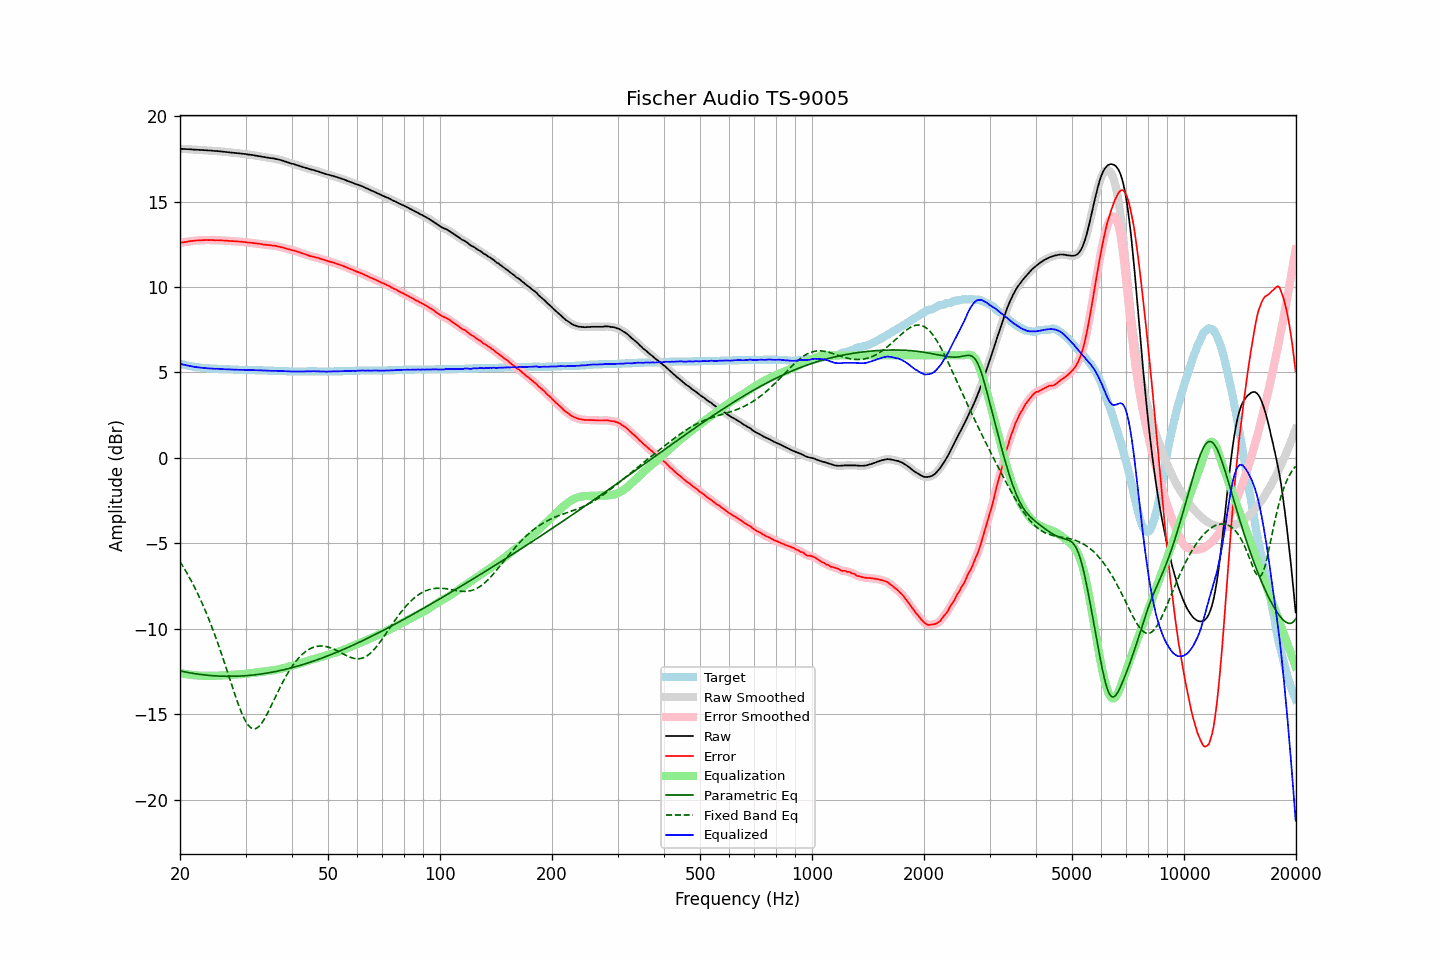 Fischer Audio TS-9005
20
15
10
5
0
−5
−10
−15
−20
Amplitude (dBr)
Target
Raw Smoothed
Error Smoothed
Raw
Error
Equalization
Parametric Eq
Fixed Band Eq
Equalized
20 50 100 200 500 1000 2000 5000 10000 20000
Frequency (Hz)